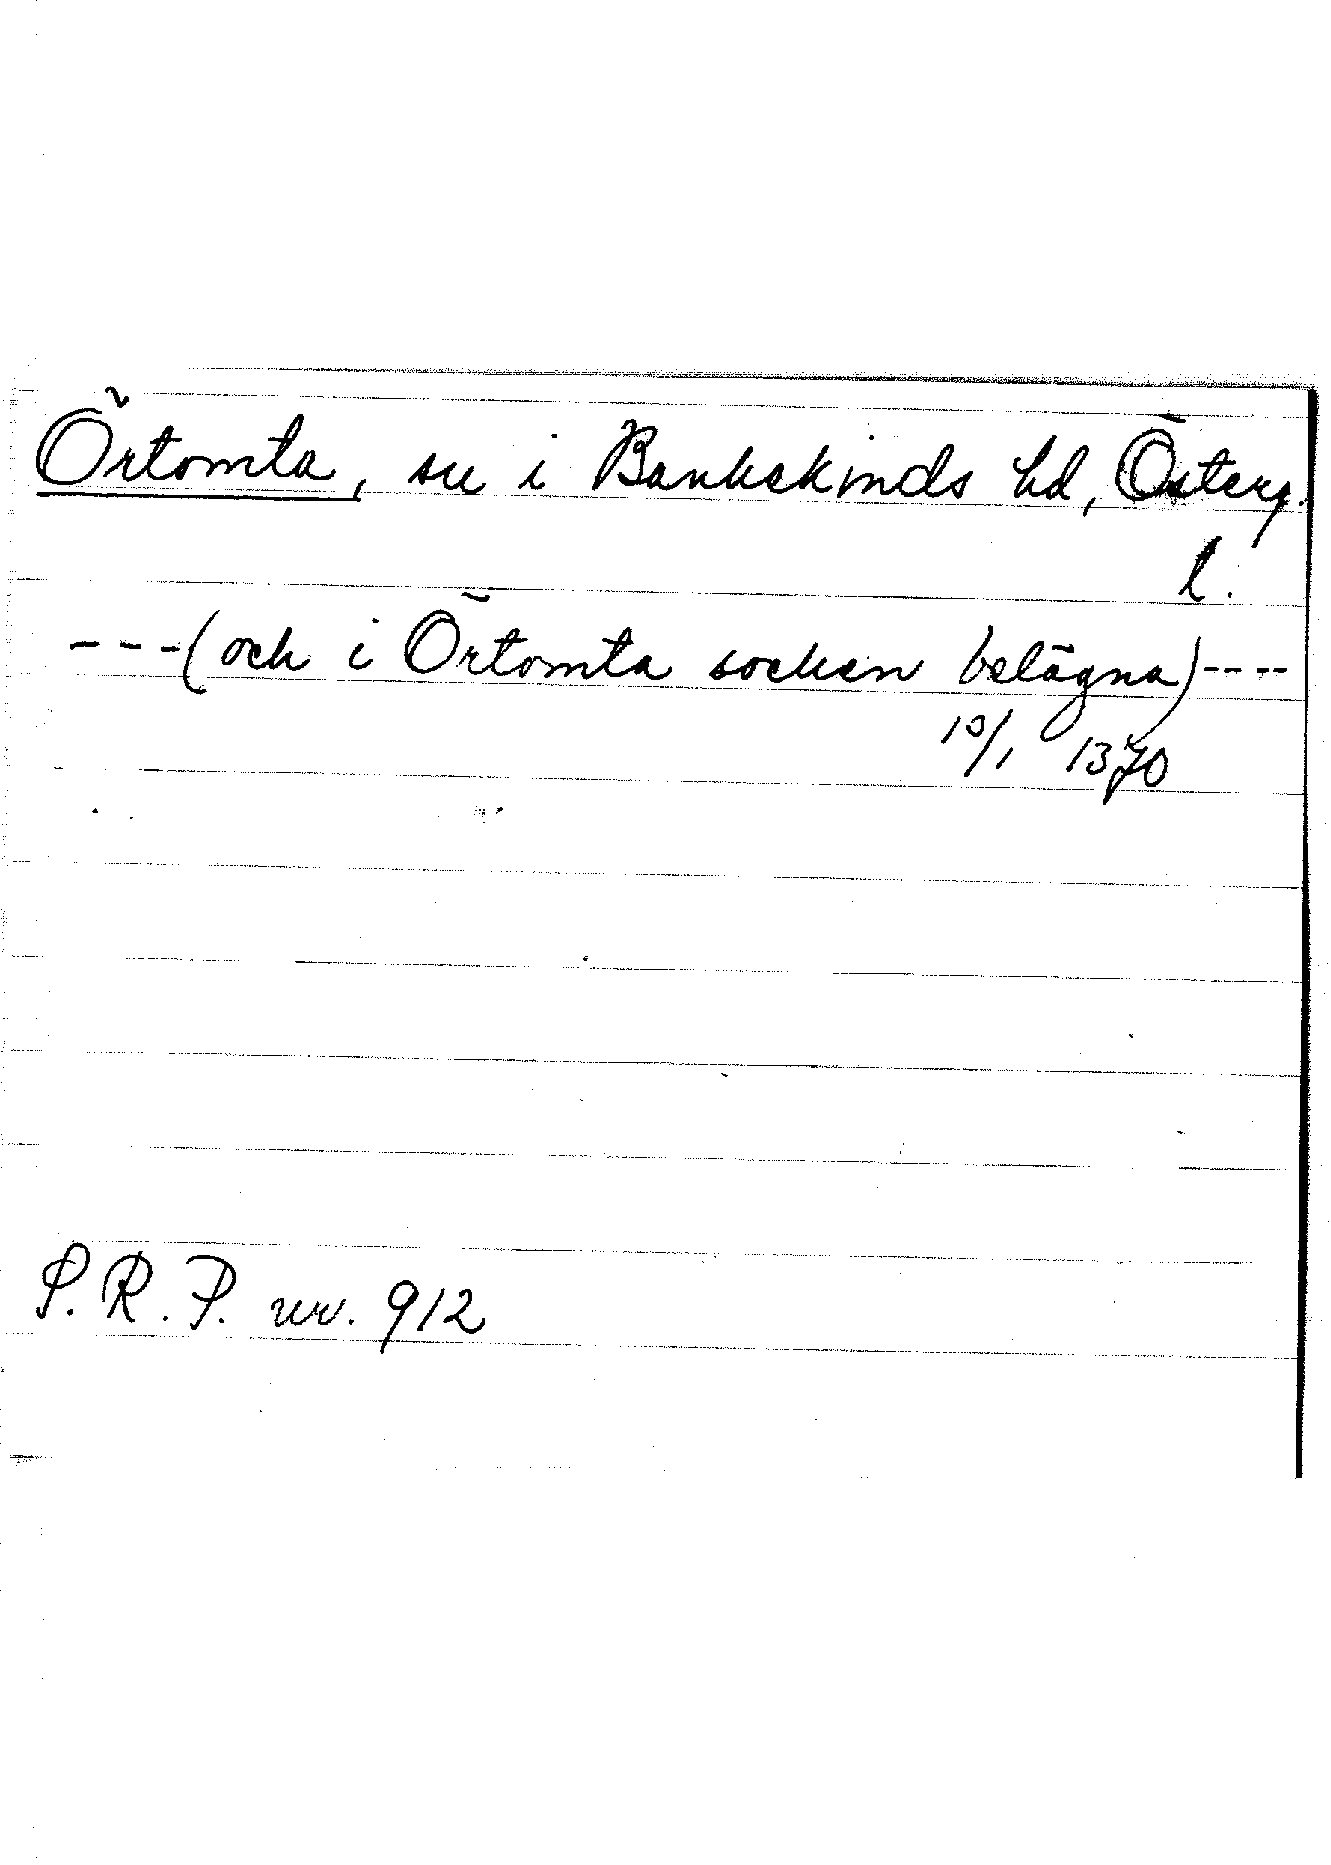 Örtomta, sn i Bankekinds hd, Österg.
l.
---(och i Örtomta socken belägna)----
10/1 1370
S.R.P. nr. 912